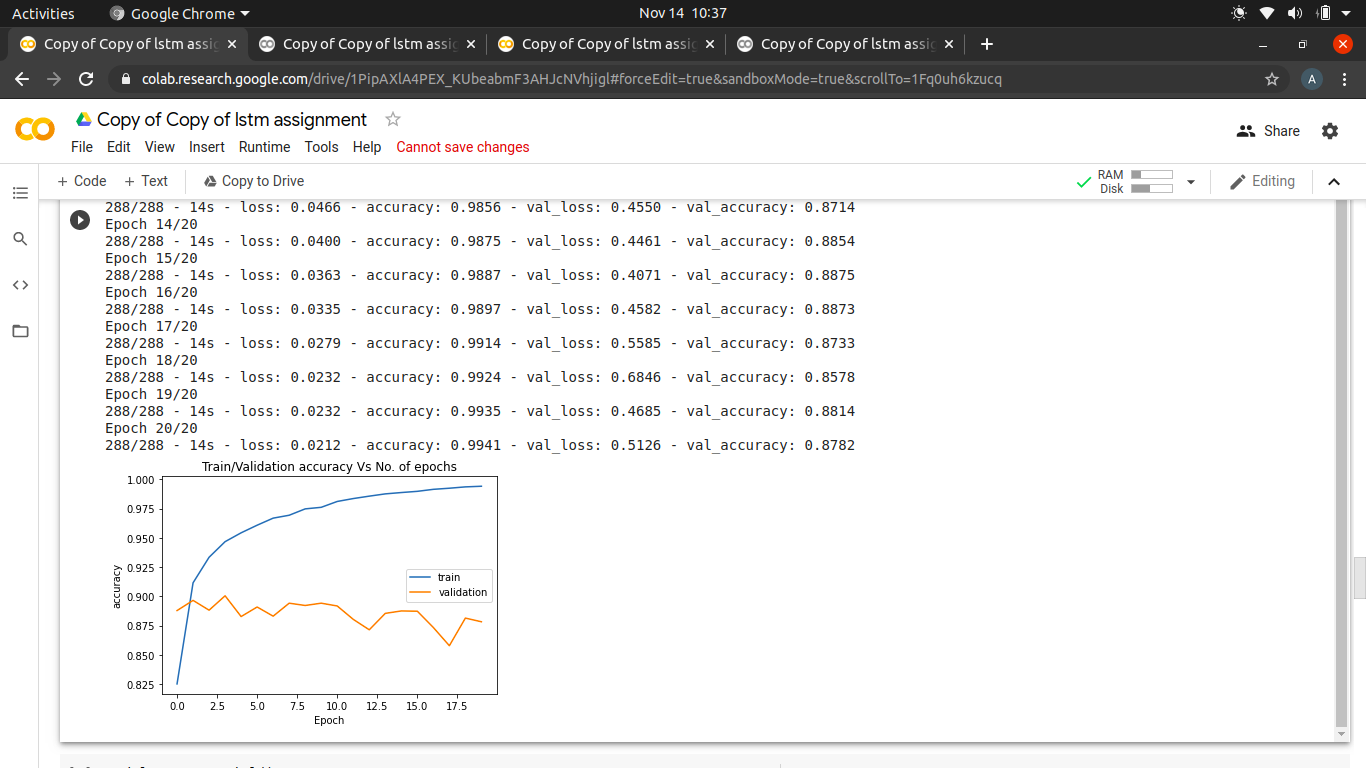 Activities
Google Chrome
Nov 14 10:37
Copy of Copy of lstm assig
Copy of Copy of lstm assig
Copy of Copy of lstm assig
Copy of Copy of lstm assig
colab.research.google.com/drive/1PipAXlA4PEX_KUbeabmF3AHJcNVhjigl#forceEdit=true&sandboxMode=true&scrollTo=1Fq0uh6kzucq
A
Copy of Copy of lstm assignment
File Edit View Insert Runtime Tools Help Cannot save changes
Share
+ Code + Text Copy to Drive
RAM
Disk
Editing
288/288 - 14s - loss: 0.0466 - accuracy: 0.9856 - val_loss: 0.4550 - val_accuracy: 0.8714
Epoch 14/20
288/288 - 14s - loss: 0.0400 - accuracy: 0.9875 - val_loss: 0.4461 - val_accuracy: 0.8854
Epoch 15/20
288/288 - 14s - loss: 0.0363 - accuracy: 0.9887 - val_loss: 0.4071 - val_accuracy: 0.8875
Epoch 16/20
288/288 - 14s - loss: 0.0335 - accuracy: 0.9897 - val_loss: 0.4582 - val_accuracy: 0.8873
Epoch 17/20
288/288 - 14s - loss: 0.0279 - accuracy: 0.9914 - val_loss: 0.5585 - val_accuracy: 0.8733
Epoch 18/20
288/288 - 14s - loss: 0.0232 - accuracy: 0.9924 - val_loss: 0.6846 - val_accuracy: 0.8578
Epoch 19/20
288/288 - 14s - loss: 0.0232 - accuracy: 0.9935 - val_loss: 0.4685 - val_accuracy: 0.8814
Epoch 20/20
288/288 - 14s - loss: 0.0212 - accuracy: 0.9941 - val_loss: 0.5126 - val_accuracy: 0.8782
Train/Validation accuracy Vs No. of epochs
1.000
0.975
0.950
0.925
0.900
0.875
0.850
0.825
accuracy
train
validation
0.0 2.5 5.0 7.5 10.0 12.5 15.0 17.5
Epoch